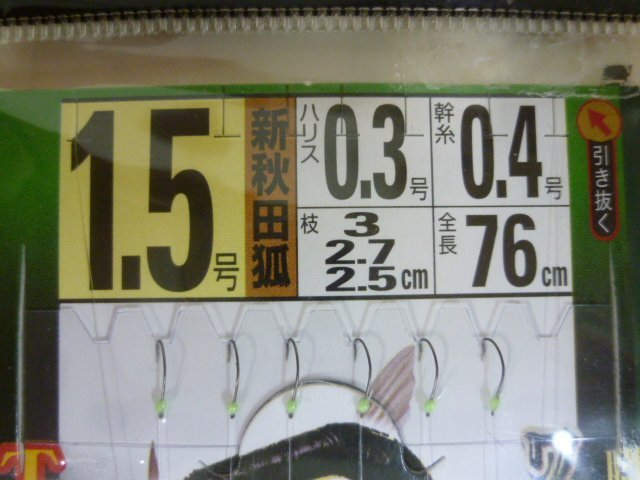 1.5号
新秋田狐
ハリス 0.3号
幹糸 0.4号
枝 3
2.7
2.5cm
全長 76cm
引き抜く
T